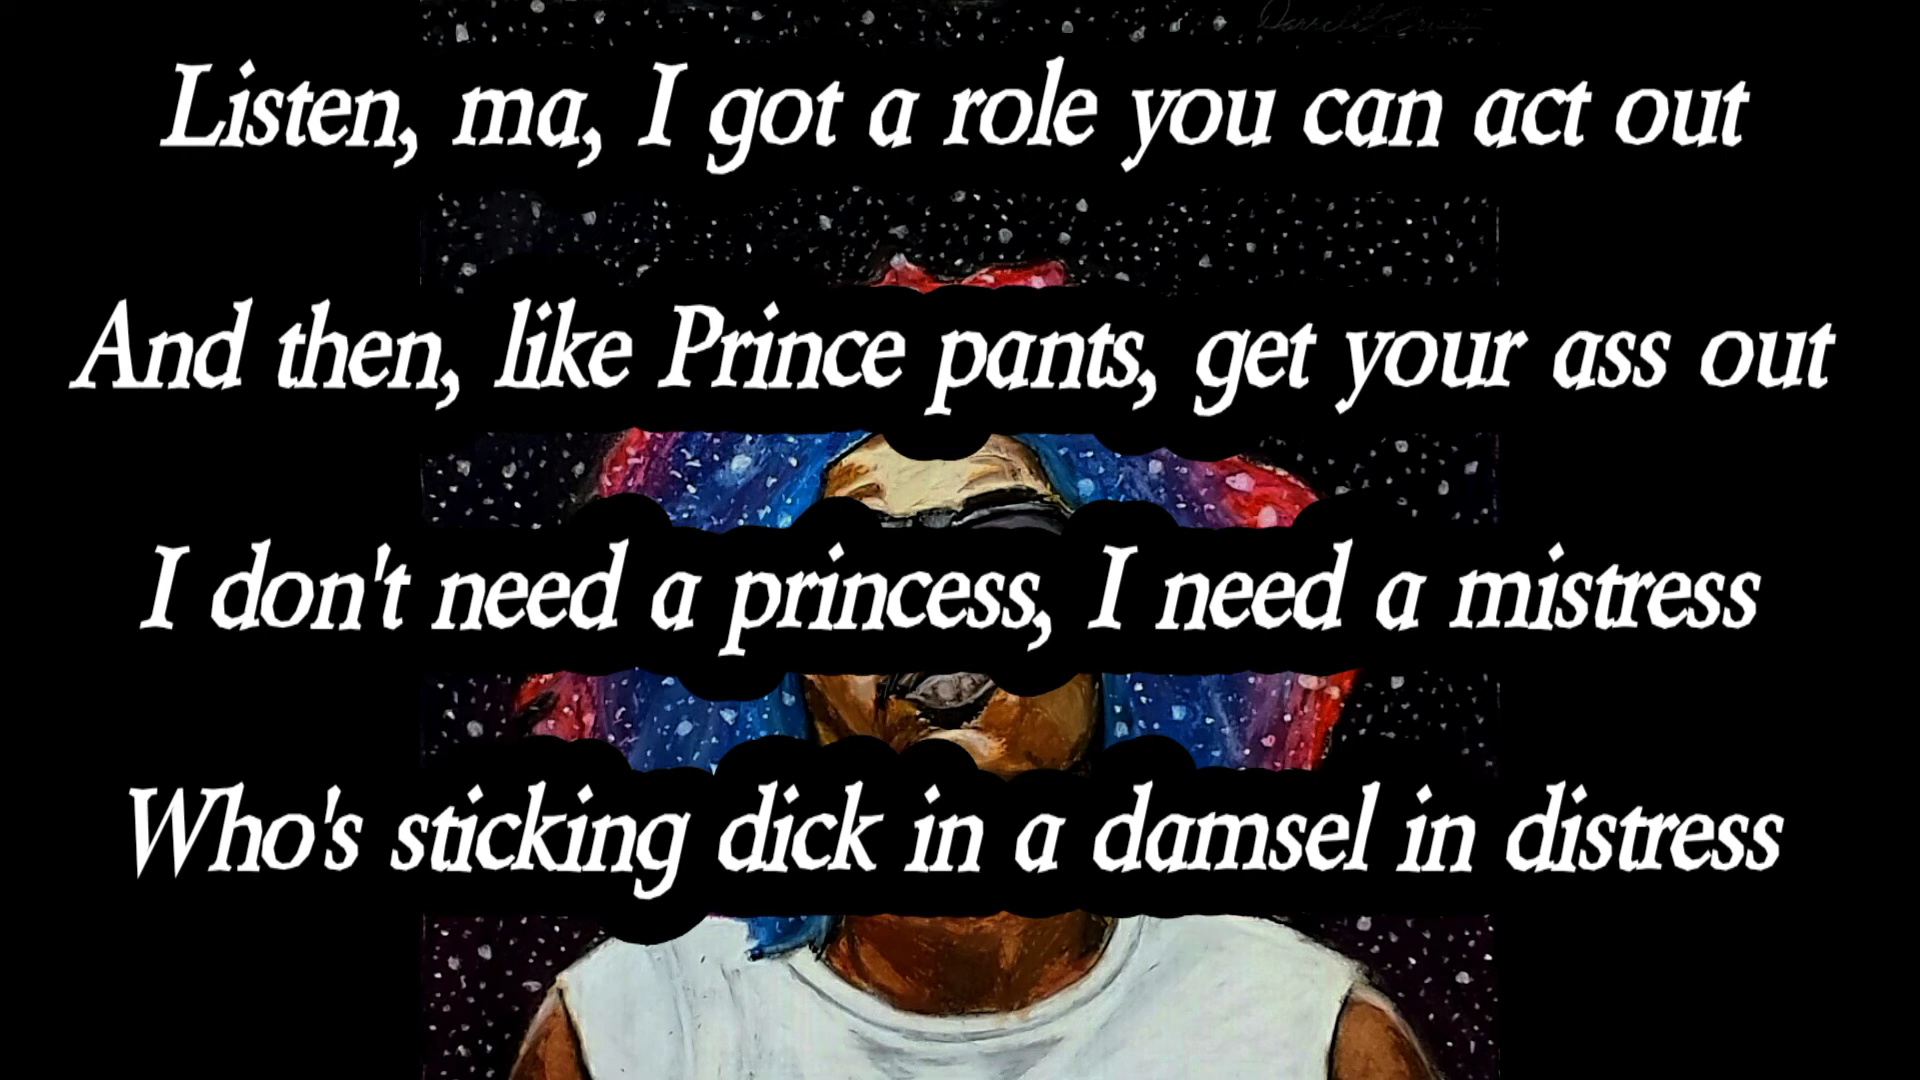 Listen, ma, I got a role you can act out
And then, like Prince pants, get your ass out
I don't need a princess, I need a mistress
Who's sticking dick in a damsel in distress